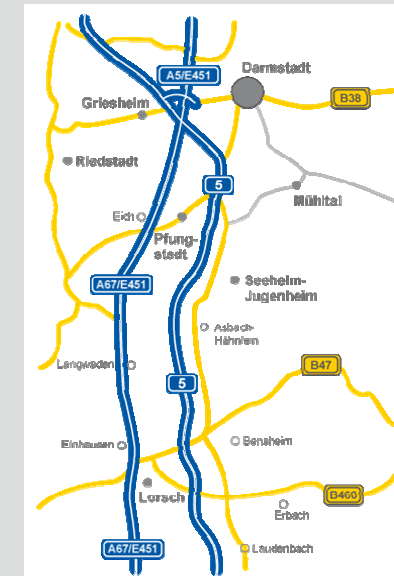 Darmstadt
A5/E451
B38
Griesheim
Riedstadt
5
Mühltal
Eich
Pfung-
stadt
A67/E451
Seeheim-
Jugenheim
Asbach-
Hähnlein
Langwaden
B47
5
Einhausen
Bensheim
Lorsch
B460
Erbach
A67/E451
Laudenbach